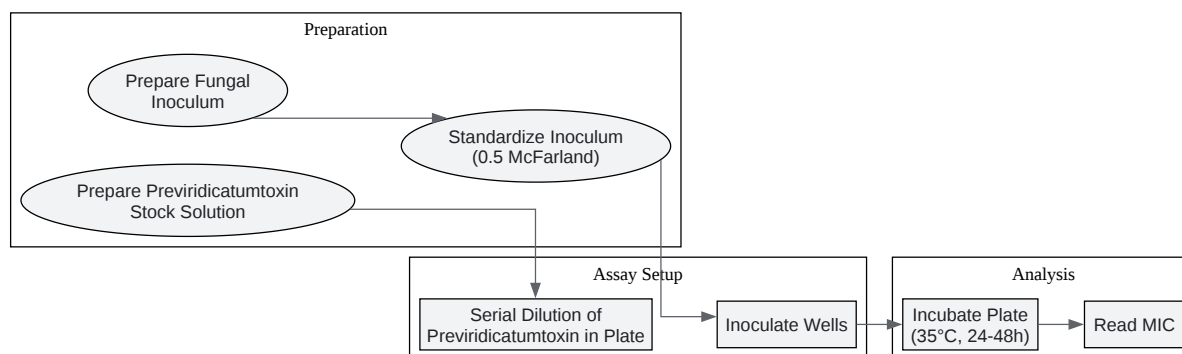 Preparation
Prepare Fungal
Inoculum
Standardize Inoculum
(0.5 McFarland)
Prepare Previridicatumtoxin
Stock Solution
Assay Setup
Serial Dilution of
Previridicatumtoxin in Plate
Inoculate Wells
Analysis
Incubate Plate
(35°C, 24-48h)
Read MIC